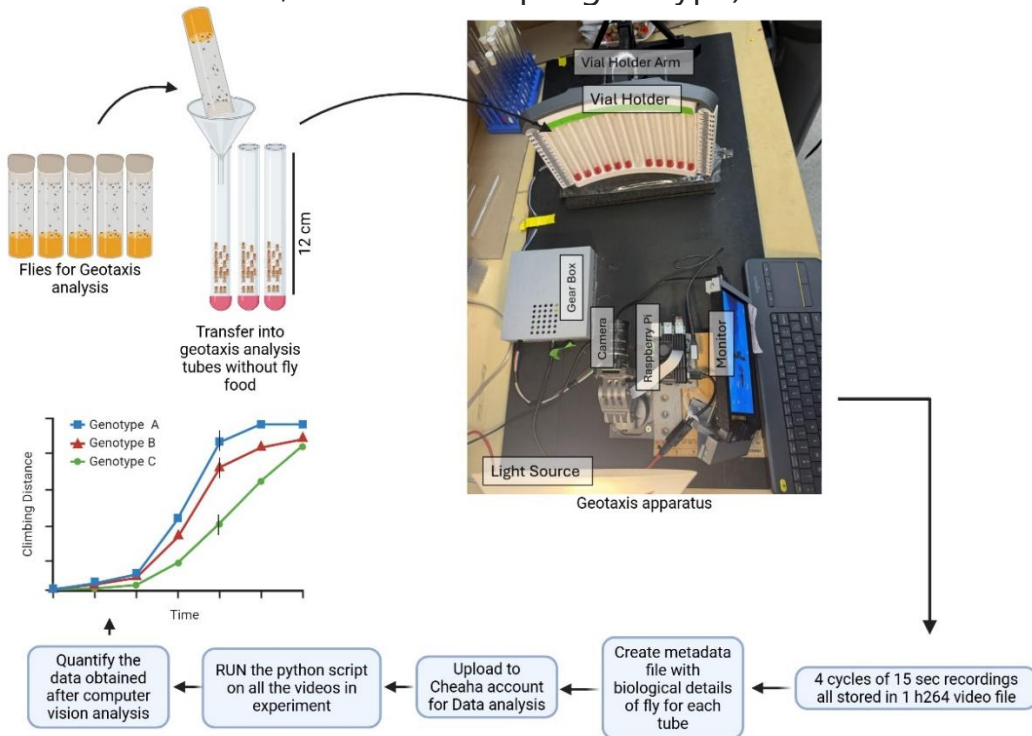 Vial Holder Arm
Vial Holder
12 cm
Flies for Geotaxis
analysis
Transfer into
geotaxis analysis
tubes without fly
food
Gear Box
Camera
Raspberry Pi
Monitor
Light Source
Geotaxis apparatus
Genotype A
Genotype B
Genotype C
Climbing Distance
Time
Quantify the
data obtained
after computer
vision analysis
RUN the python script
on all the videos in
experiment
Upload to
Cheaha account
for Data analysis
Create metadata
file with
biological details
of fly for each
tube
4 cycles of 15 sec recordings
all stored in 1 h264 video file